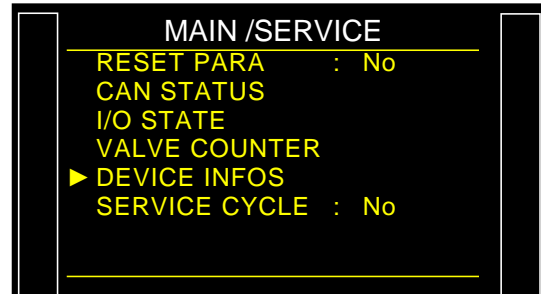 MAIN /SERVICE
RESET PARA : No
CAN STATUS
I/O STATE
VALVE COUNTER
► DEVICE INFOS
SERVICE CYCLE : No